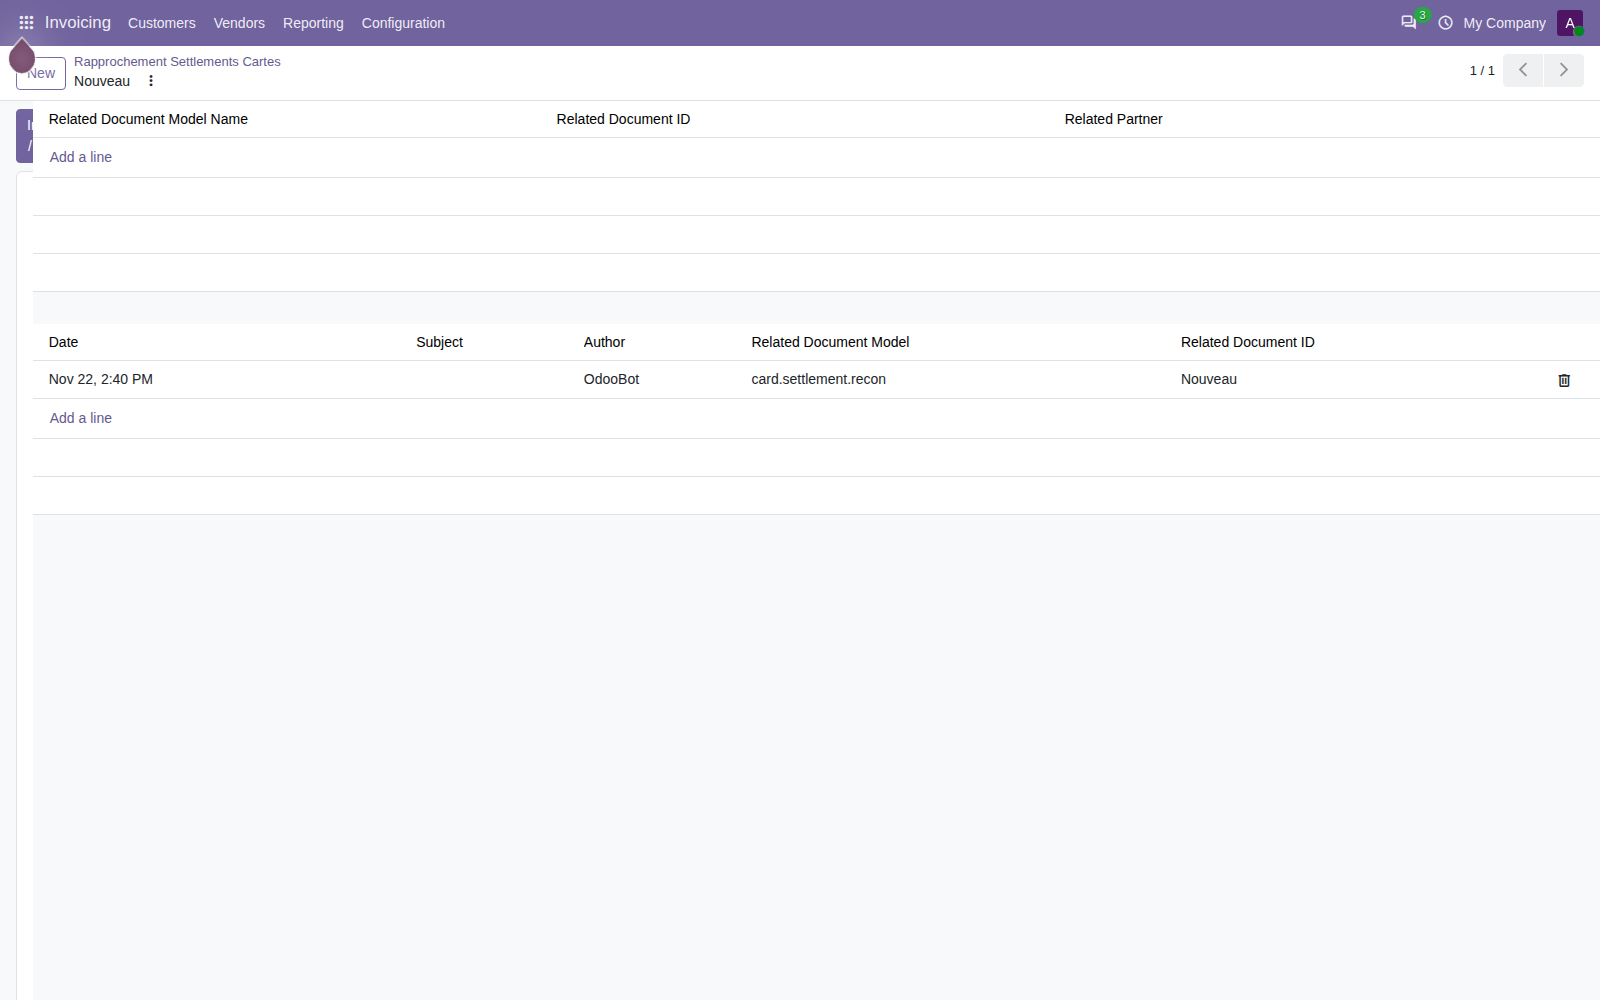 Invoicing Customers Vendors Reporting Configuration 3 My Company A
New
Rapprochement Settlements Cartes
Nouveau
1 / 1
Related Document Model Name Related Document ID Related Partner
Add a line
Date Subject Author Related Document Model Related Document ID
Nov 22, 2:40 PM OdooBot card.settlement.recon Nouveau
Add a line